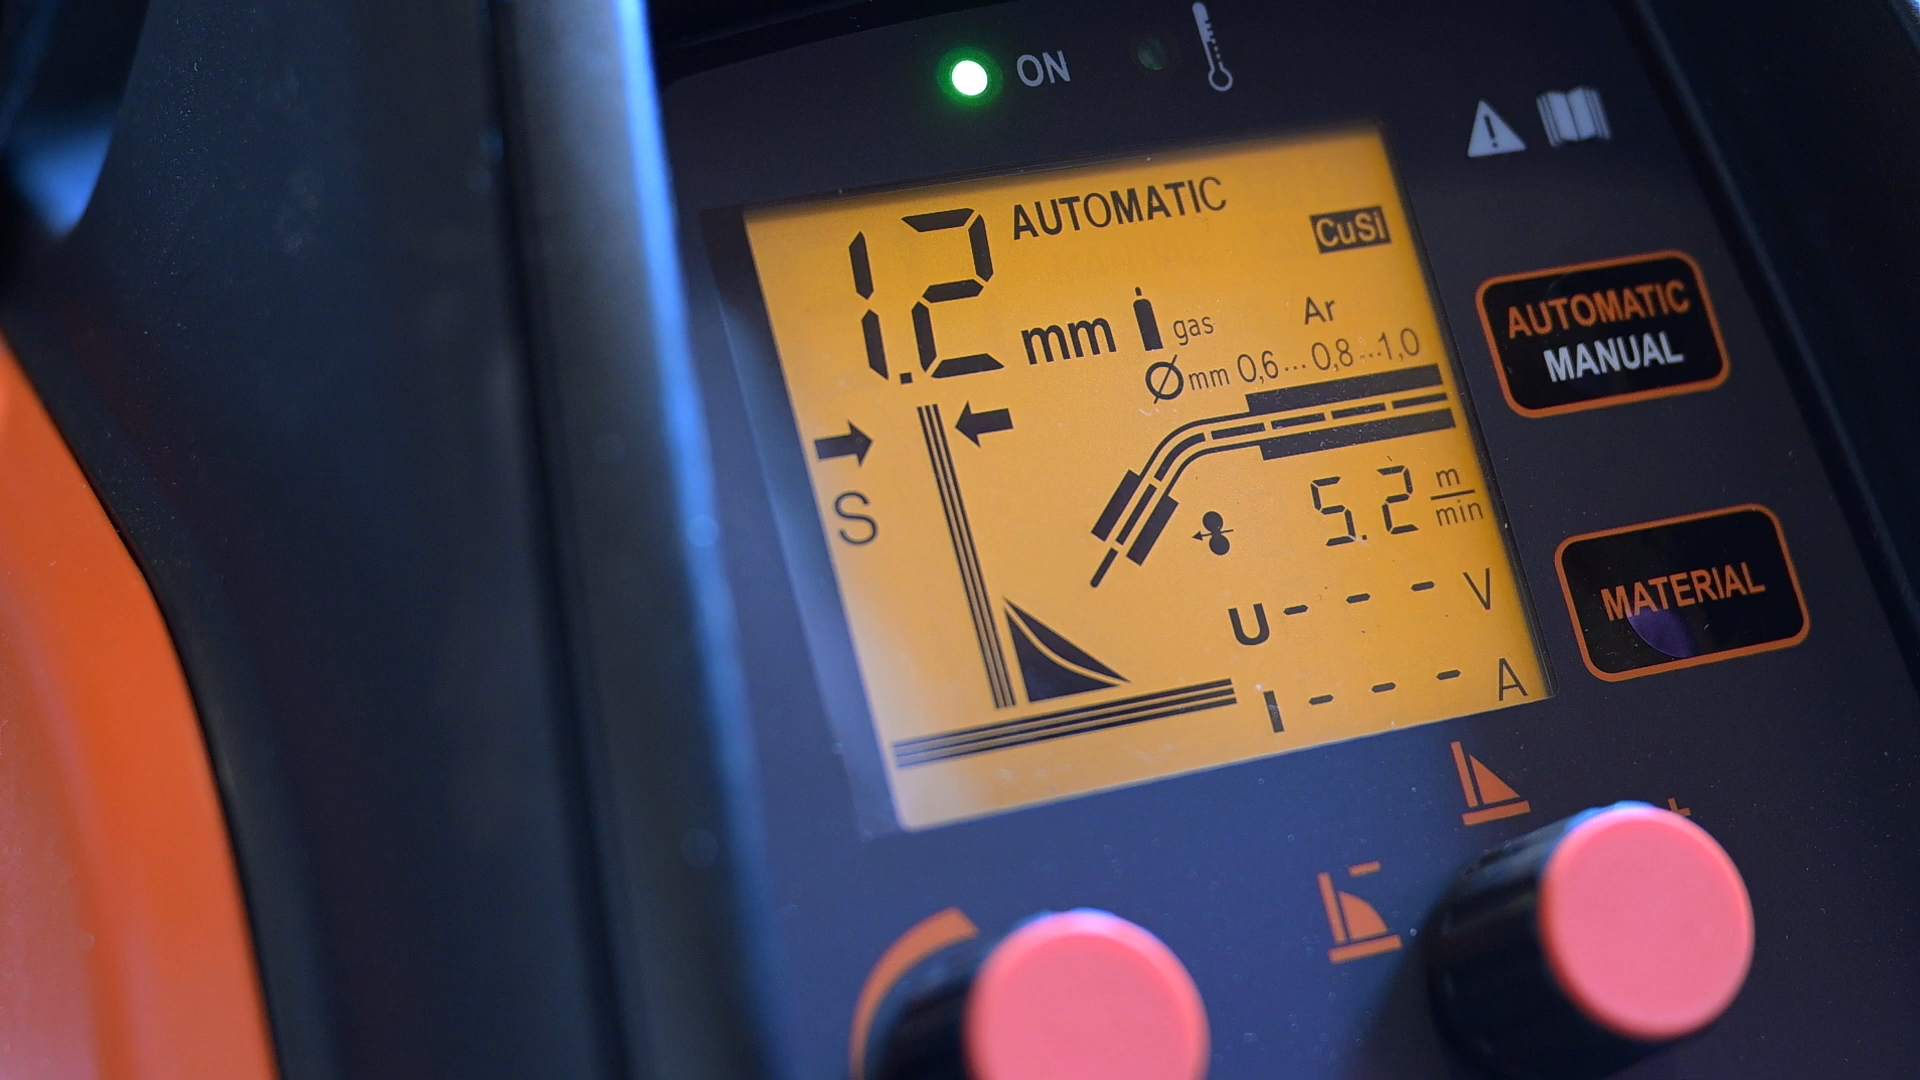 ON
AUTOMATIC
CuSi
1.2 mm
gas
Ar
Ømm 0,6...0,8...1,0
S
5.2 m/min
U - - - V
I - - - A
AUTOMATIC
MANUAL
MATERIAL